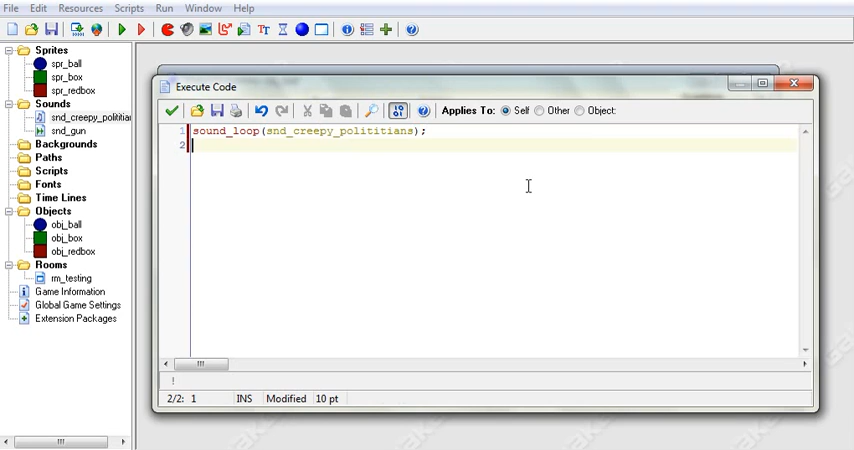 File Edit Resources Scripts Run Window Help
Sprites
spr_ball
spr_box
spr_redbox
Sounds
snd_creepy_polititian
snd_gun
Backgrounds
Paths
Scripts
Fonts
Time Lines
Objects
obj_ball
obj_box
obj_redbox
Rooms
rm_testing
Game Information
Global Game Settings
Extension Packages
Execute Code
Applies To: Self Other Object:
1 sound_loop(snd_creepy_polititians);
2
!
2/2: 1 INS Modified 10 pt